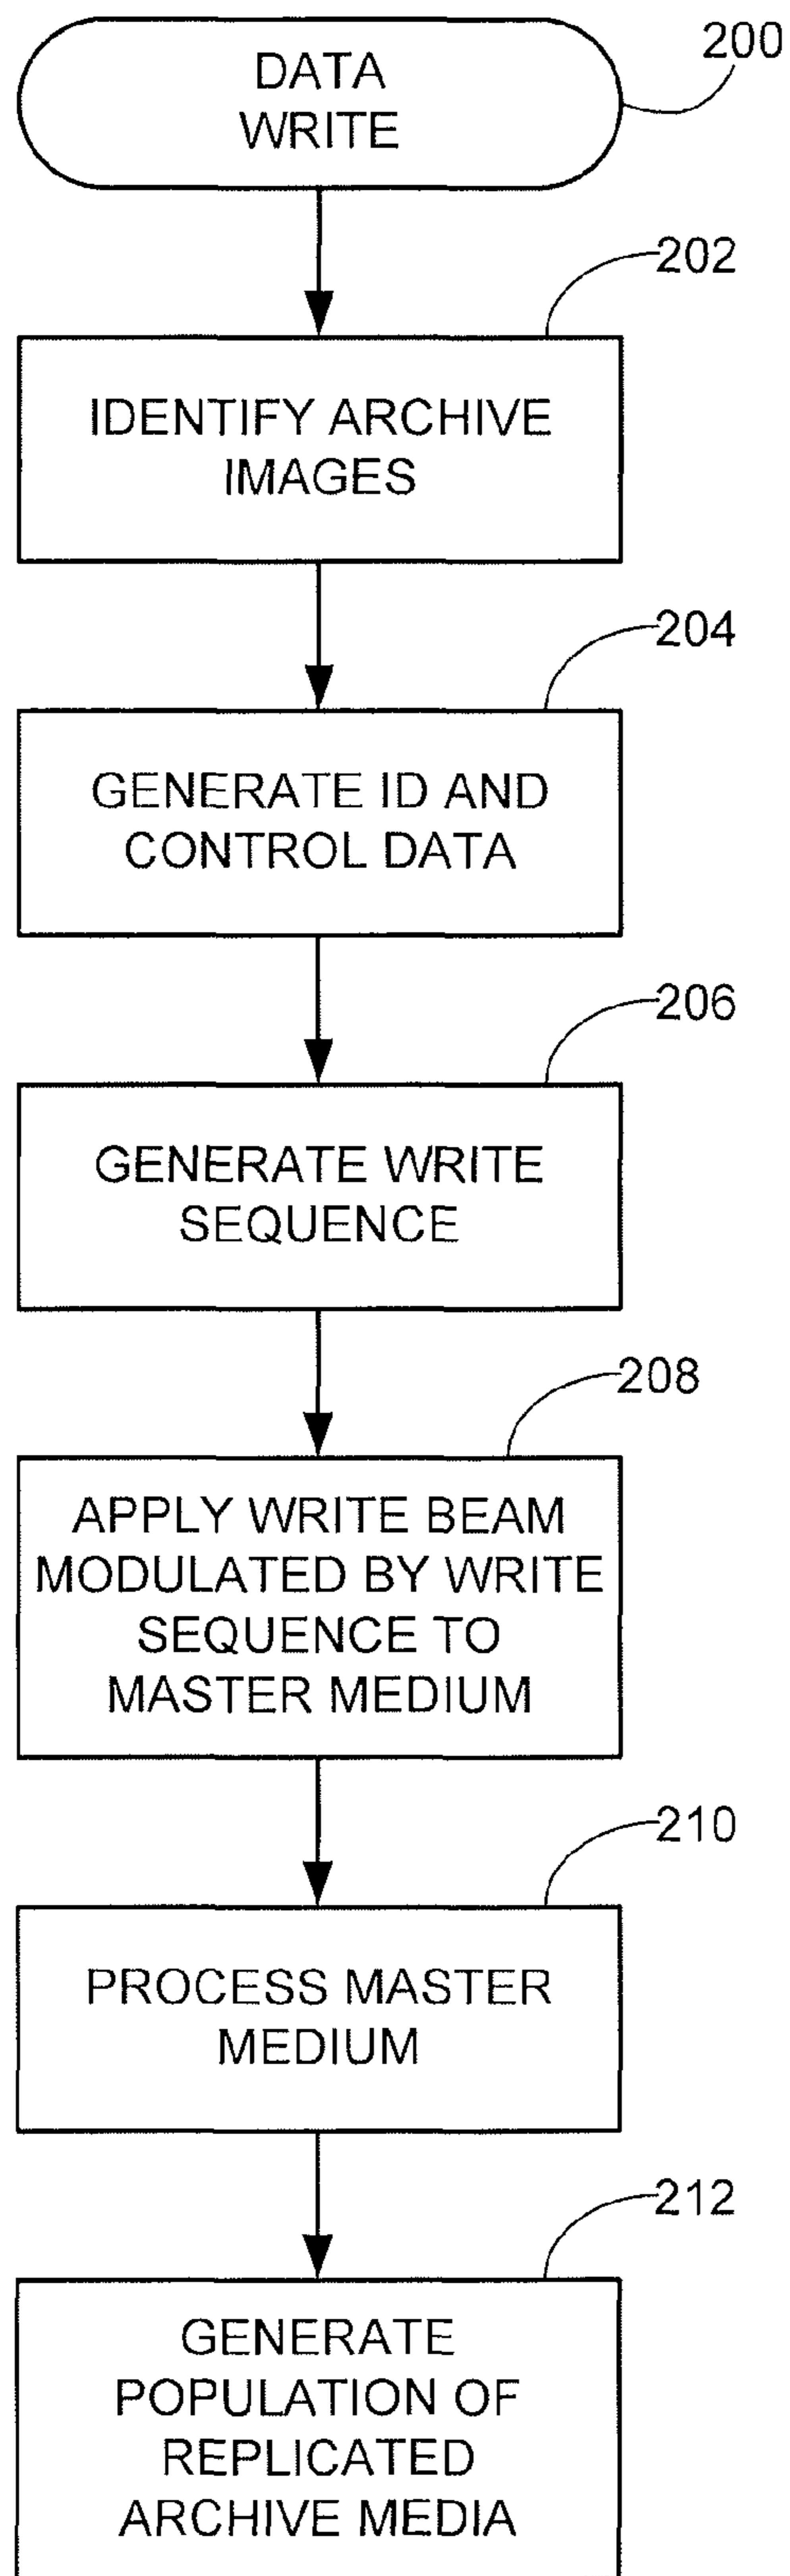 DATA
WRITE
200
202
IDENTIFY ARCHIVE
IMAGES
204
GENERATE ID AND
CONTROL DATA
206
GENERATE WRITE
SEQUENCE
208
APPLY WRITE BEAM
MODULATED BY WRITE
SEQUENCE TO
MASTER MEDIUM
210
PROCESS MASTER
MEDIUM
212
GENERATE
POPULATION OF
REPLICATED
ARCHIVE MEDIA